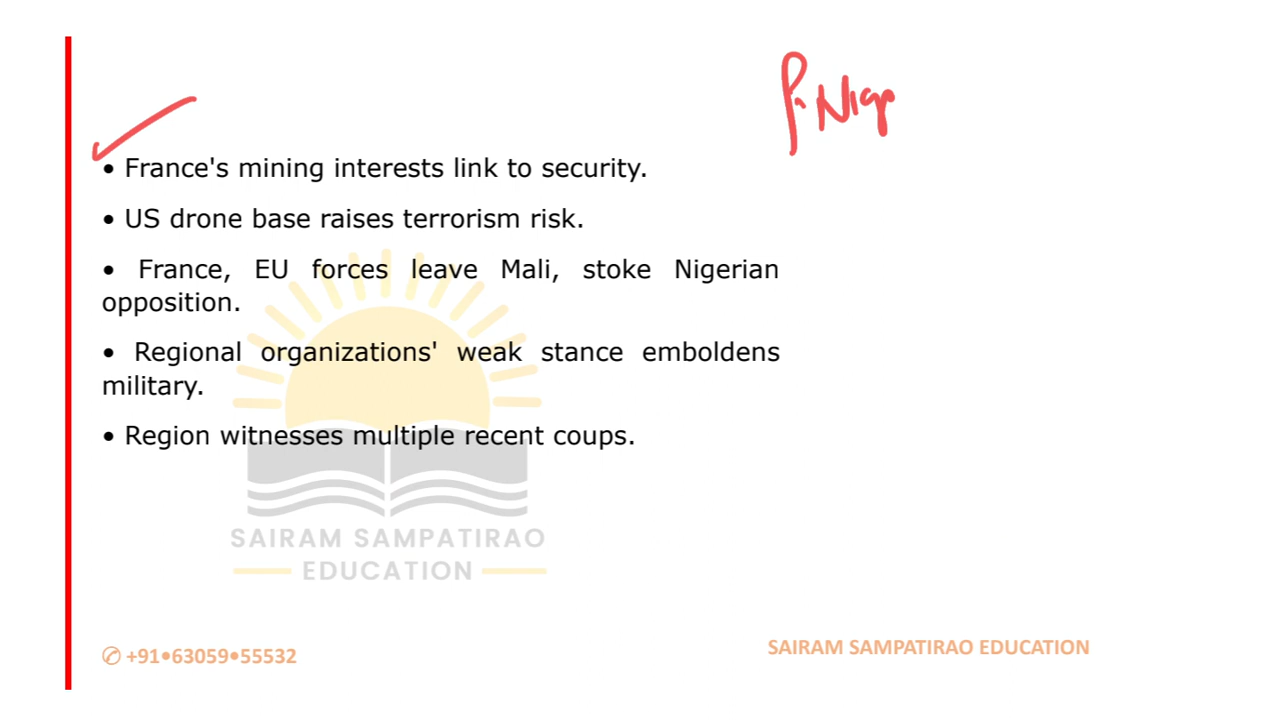 • France's mining interests link to security.
• US drone base raises terrorism risk.
• France, EU forces leave Mali, stoke Nigerian
opposition.
• Regional organizations' weak stance emboldens
military.
• Region witnesses multiple recent coups.
SAIRAM SAMPATIRAO
EDUCATION
✆ +91•63059•55532
SAIRAM SAMPATIRAO EDUCATION